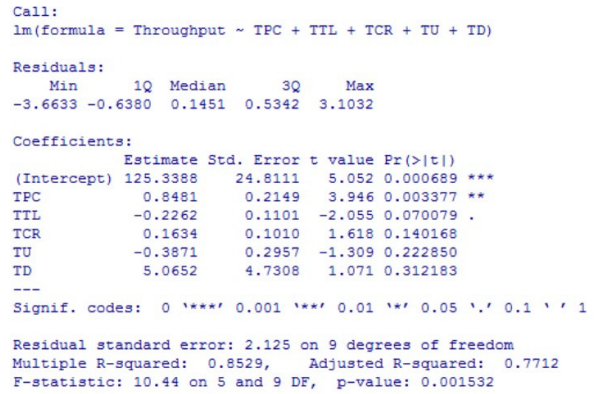 Call:
lm(formula = Throughput ~ TPC + TTL + TCR + TU + TD)
Residuals:
Min 1Q Median 3Q Max
-3.6633 -0.6380 0.1451 0.5342 3.1032
Coefficients:
Estimate Std. Error t value Pr(>|t|)
(Intercept) 125.3388 24.8111 5.052 0.000689 ***
TPC 0.8481 0.2149 3.946 0.003377 **
TTL -0.2262 0.1101 -2.055 0.070079 .
TCR 0.1634 0.1010 1.618 0.140168
TU -0.3871 0.2957 -1.309 0.222850
TD 5.0652 4.7308 1.071 0.312183
---
Signif. codes: 0 ‘***’ 0.001 ‘**’ 0.01 ‘*’ 0.05 ‘.’ 0.1 ‘ ’ 1
Residual standard error: 2.125 on 9 degrees of freedom
Multiple R-squared: 0.8529, Adjusted R-squared: 0.7712
F-statistic: 10.44 on 5 and 9 DF, p-value: 0.001532